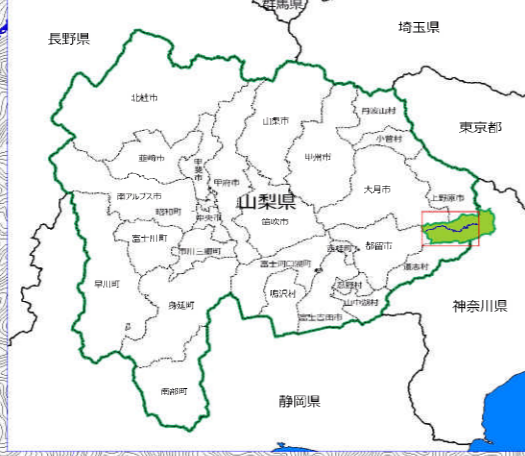 群馬県
埼玉県
長野県
東京都
北杜市
山梨市
丹波山村
小菅村
韮崎市
甲斐市
甲府市
甲州市
大月市
上野原市
南アルプス市
昭和町
中央市
山梨県
笛吹市
富士川町
市川三郷町
西桂町
都留市
道志村
富士河口湖町
早川町
身延町
鳴沢村
忍野村
山中湖村
富士吉田市
神奈川県
南部町
静岡県